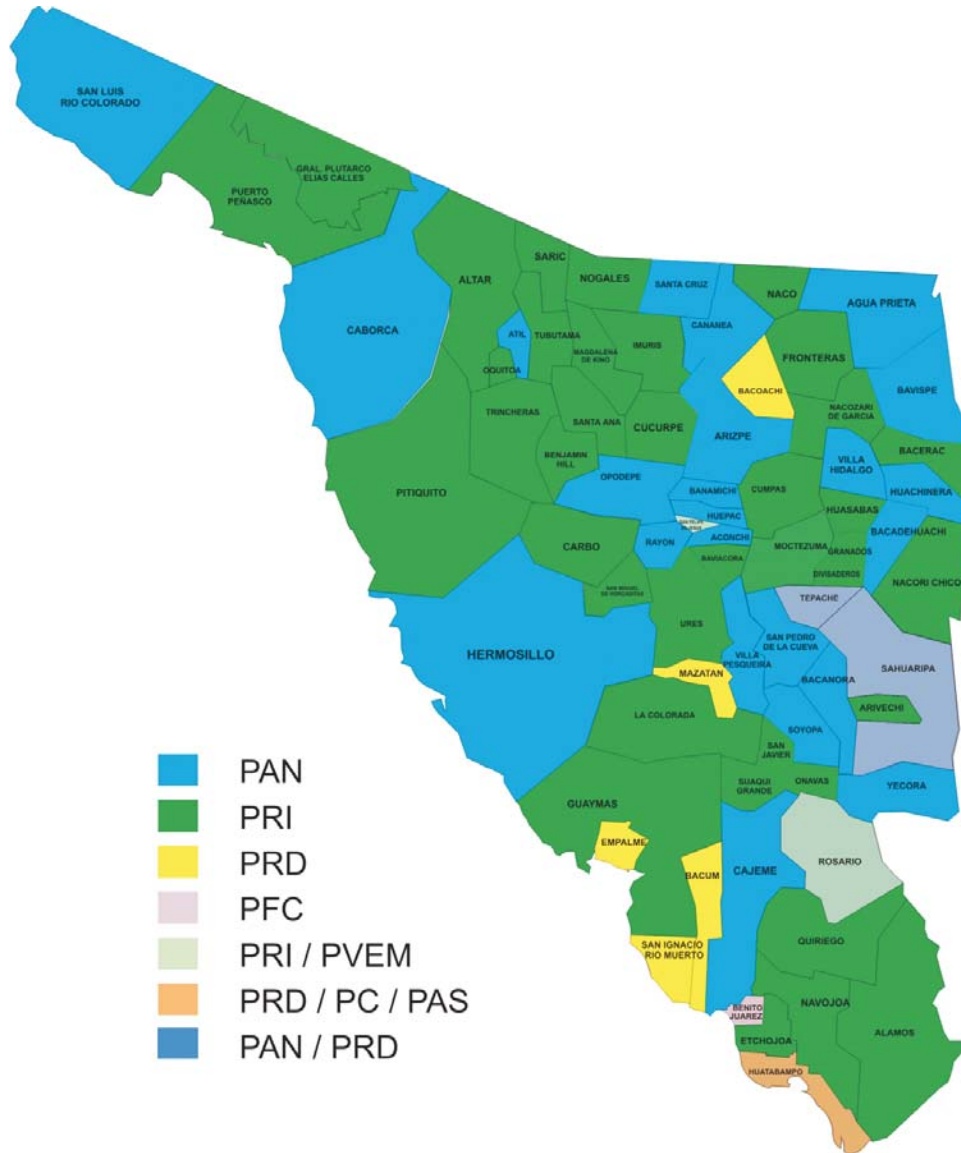 SAN LUIS
RIO COLORADO
GRAL. PLUTARCO
ELIAS CALLES
PUERTO
PEÑASCO
SARIC
ALTAR
NOGALES
SANTA CRUZ
NACO
AGUA PRIETA
CABORCA
ATIL
TUBUTAMA
CANANEA
IMURIS
MAGDALENA
DE KINO
FRONTERAS
OQUITOA
BACOACHI
BAVISPE
TRINCHERAS
SANTA ANA
CUCURPE
ARIZPE
NACOZARI
DE GARCIA
BENJAMIN
HILL
BACERAC
VILLA
HIDALGO
PITIQUITO
OPODEPE
BANAMICHI
CUMPAS
HUACHINERA
HUEPAC
HUASABAS
BACADEHUACHI
CARBO
RAYON
ACONCHI
MOCTEZUMA
GRANADOS
BAVIACORA
DIVISADEROS
NACORI CHICO
TEPACHE
URES
HERMOSILLO
VILLA
PESQUEIRA
SAN PEDRO
DE LA CUEVA
MAZATAN
BACANORA
SAHUARIPA
ARIVECHI
LA COLORAGA
SOYOPA
SAN
JAVIER
SUAQUI
GRANDE
ONAVAS
YECORA
GUAYMAS
EMPALME
BACUM
CAJEME
ROSARIO
SAN IGNACIO
RIO MUERTO
QUIRIEGO
BENITO
JUAREZ
NAVOJOA
ETCHOJOA
ALAMOS
HUATABAMPO
PAN
PRI
PRD
PFC
PRI / PVEM
PRD / PC / PAS
PAN / PRD